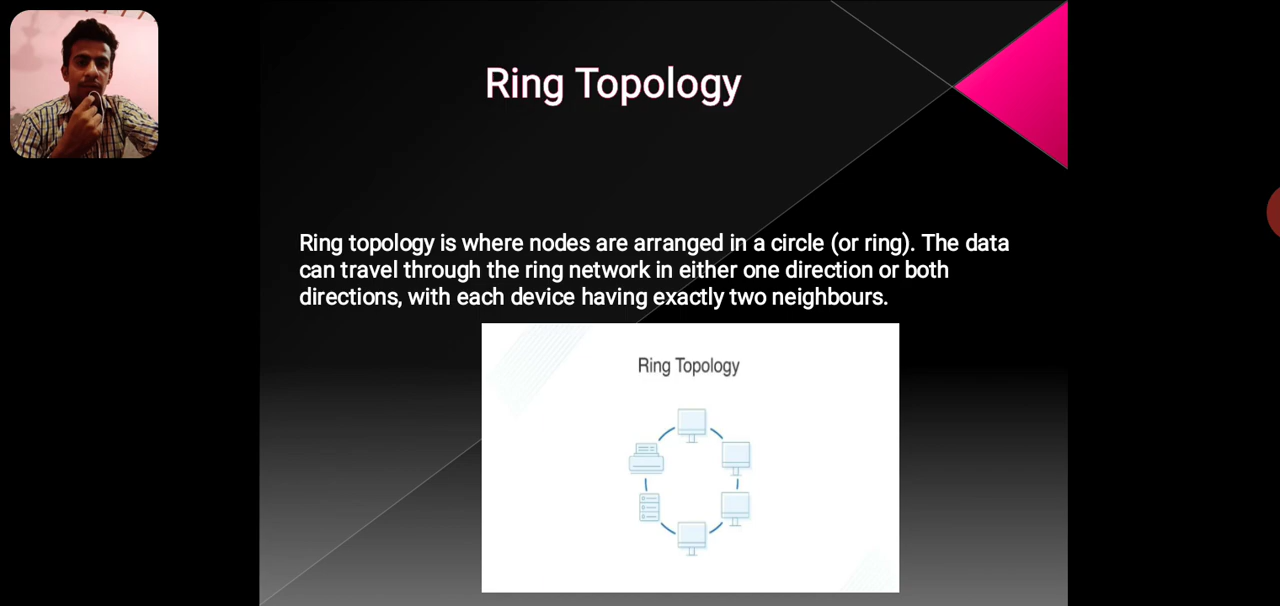 Ring Topology
Ring topology is where nodes are arranged in a circle (or ring). The data
can travel through the ring network in either one direction or both
directions, with each device having exactly two neighbours.
Ring Topology